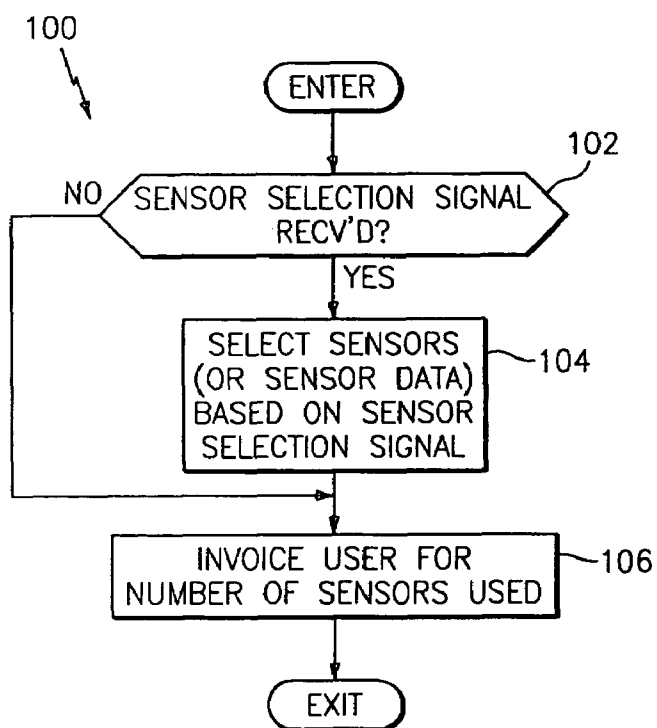 100
ENTER
102
NO
SENSOR SELECTION SIGNAL
RECV'D?
YES
SELECT SENSORS
(OR SENSOR DATA)
BASED ON SENSOR
SELECTION SIGNAL
104
INVOICE USER FOR
NUMBER OF SENSORS USED
106
EXIT